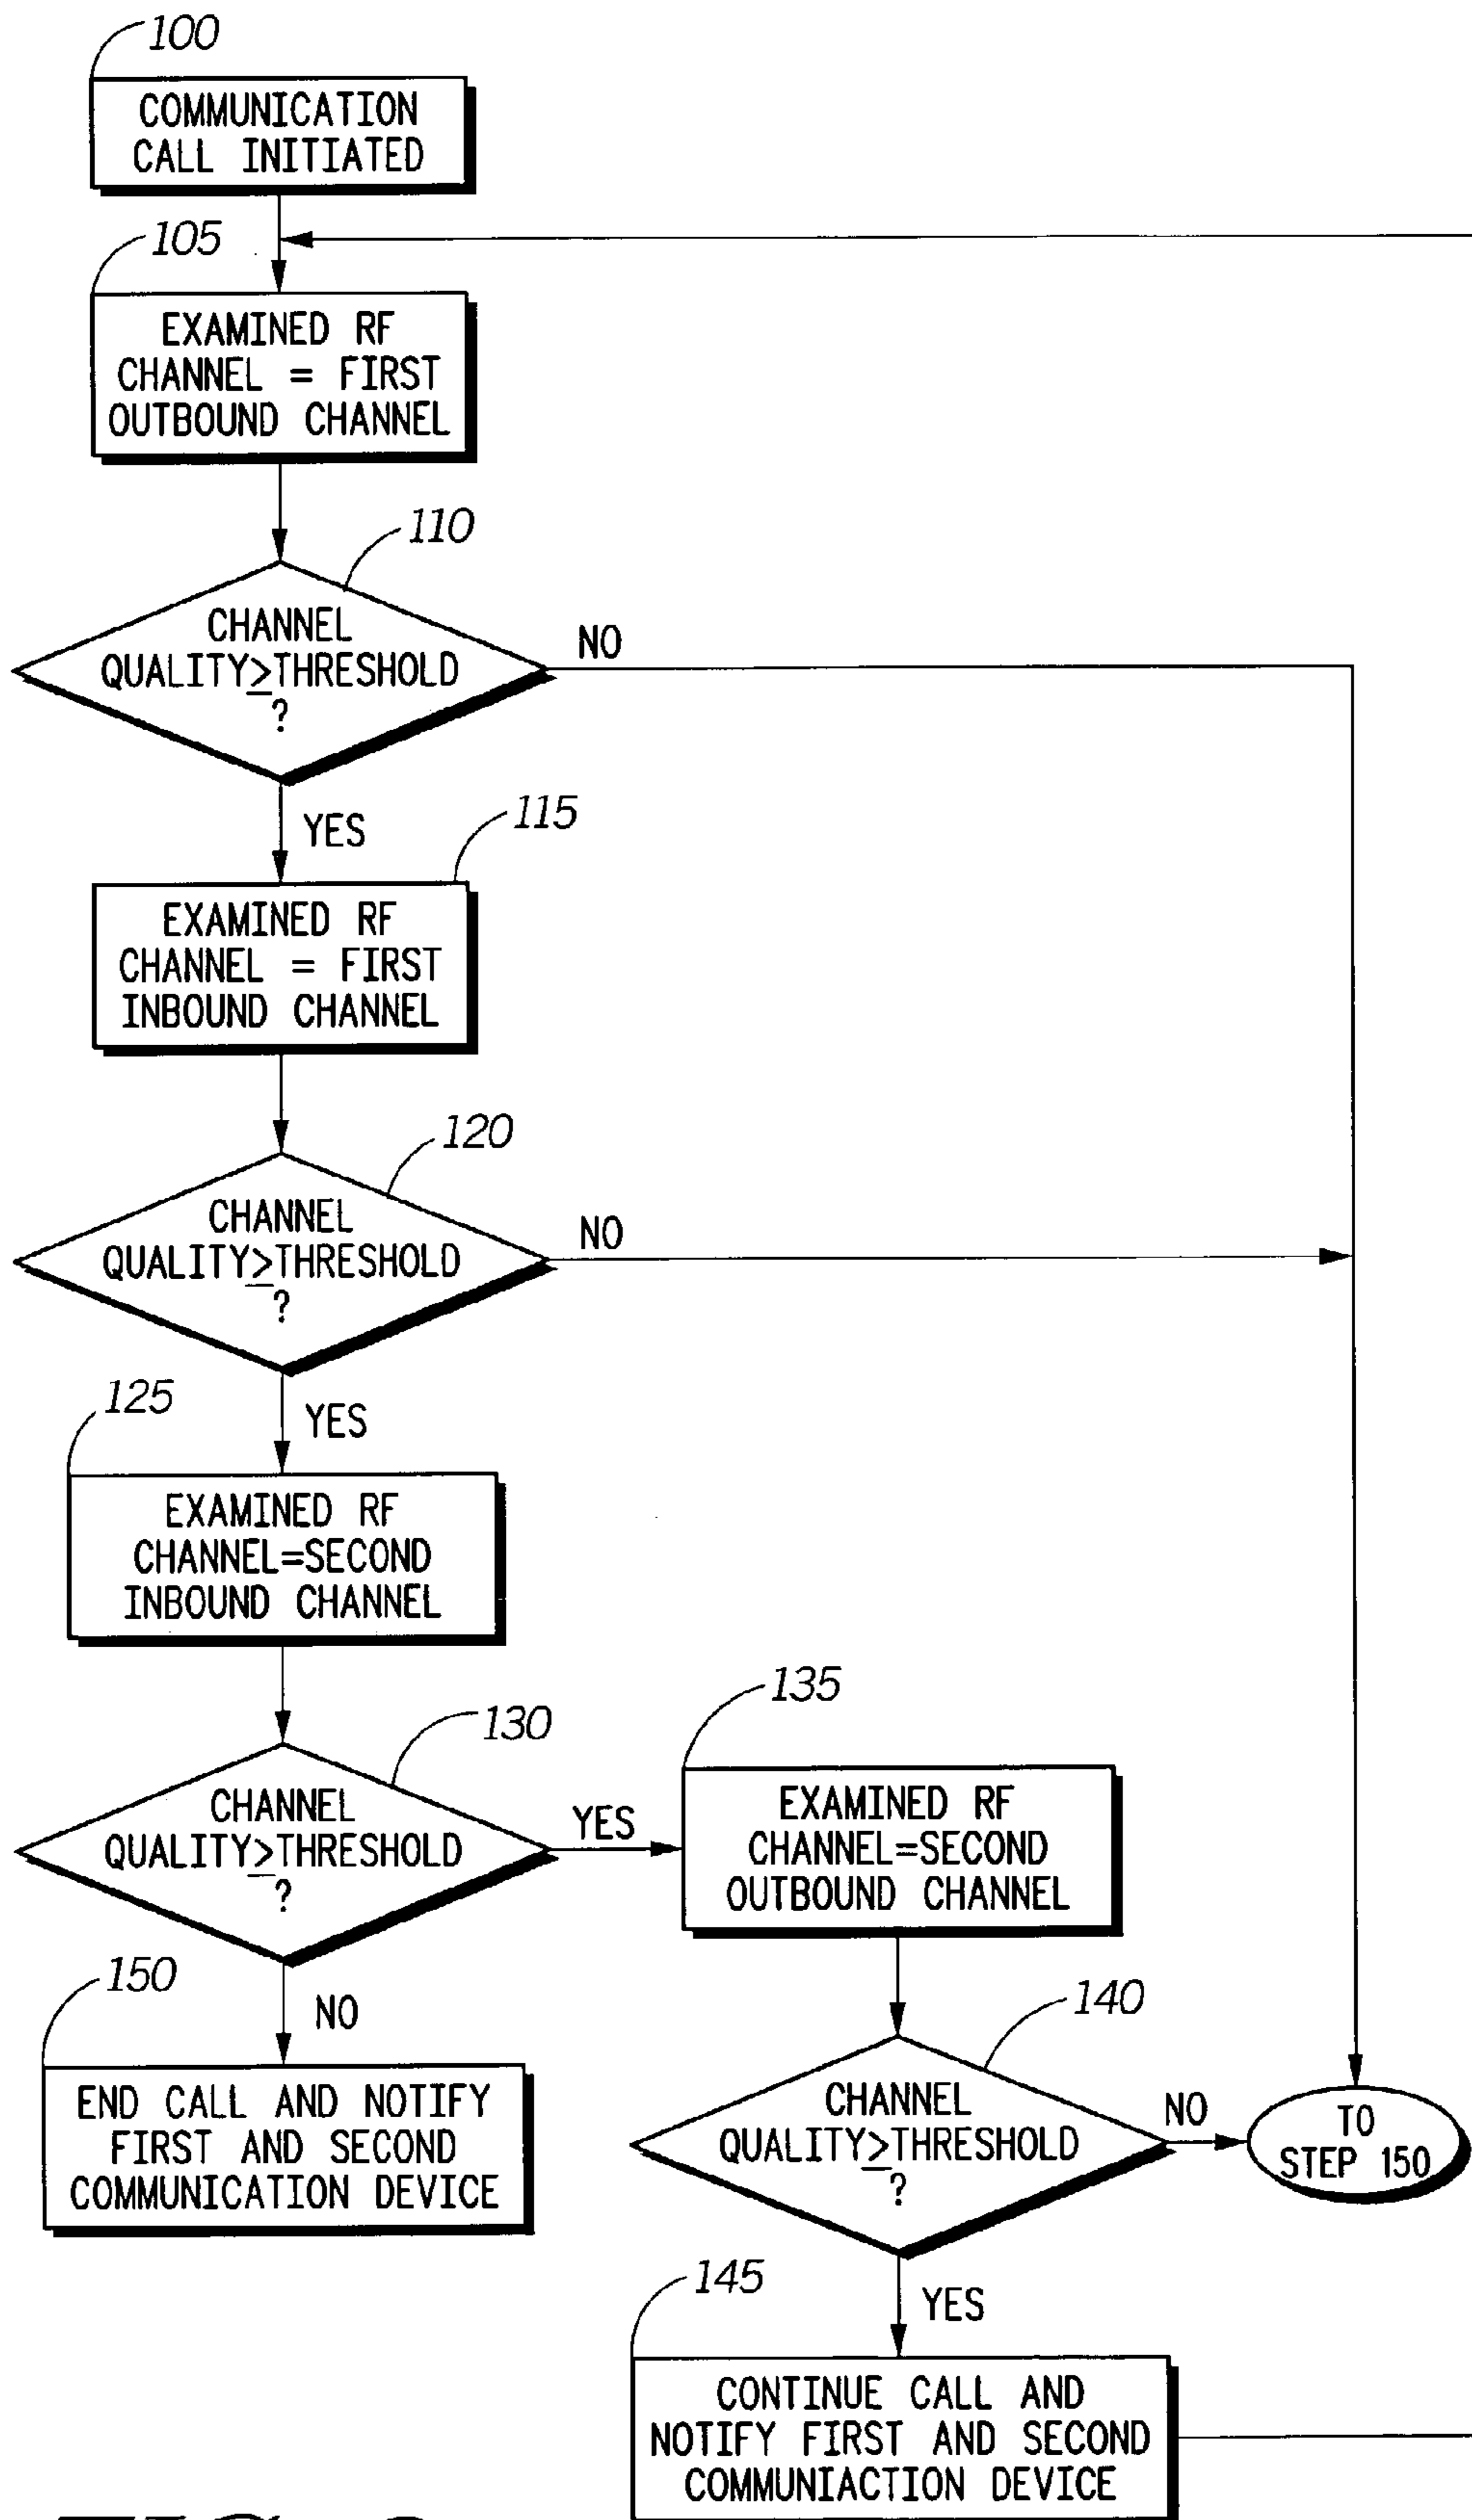 100
COMMUNICATION
CALL INITIATED
105
EXAMINED RF
CHANNEL = FIRST
OUTBOUND CHANNEL
110
CHANNEL
QUALITY≥THRESHOLD
?
NO
YES
115
EXAMINED RF
CHANNEL = FIRST
INBOUND CHANNEL
120
CHANNEL
QUALITY≥THRESHOLD
?
NO
YES
125
EXAMINED RF
CHANNEL=SECOND
INBOUND CHANNEL
130
CHANNEL
QUALITY≥THRESHOLD
?
YES
135
EXAMINED RF
CHANNEL=SECOND
OUTBOUND CHANNEL
NO
150
END CALL AND NOTIFY
FIRST AND SECOND
COMMUNICATION DEVICE
140
CHANNEL
QUALITY≥THRESHOLD
?
NO
TO
STEP 150
YES
145
CONTINUE CALL AND
NOTIFY FIRST AND SECOND
COMMUNIACTION DEVICE